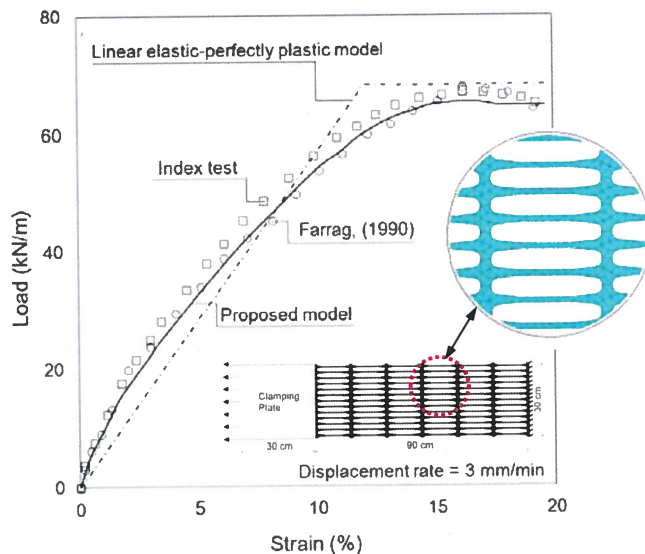 80
Linear elastic-perfectly plastic model
60
Index test
Farrag, (1990)
40
Load (kN/m)
Proposed model
20
Clamping
Plate
30 cm
30 cm
90 cm
Displacement rate = 3 mm/min
0
0
5
10
15
20
Strain (%)